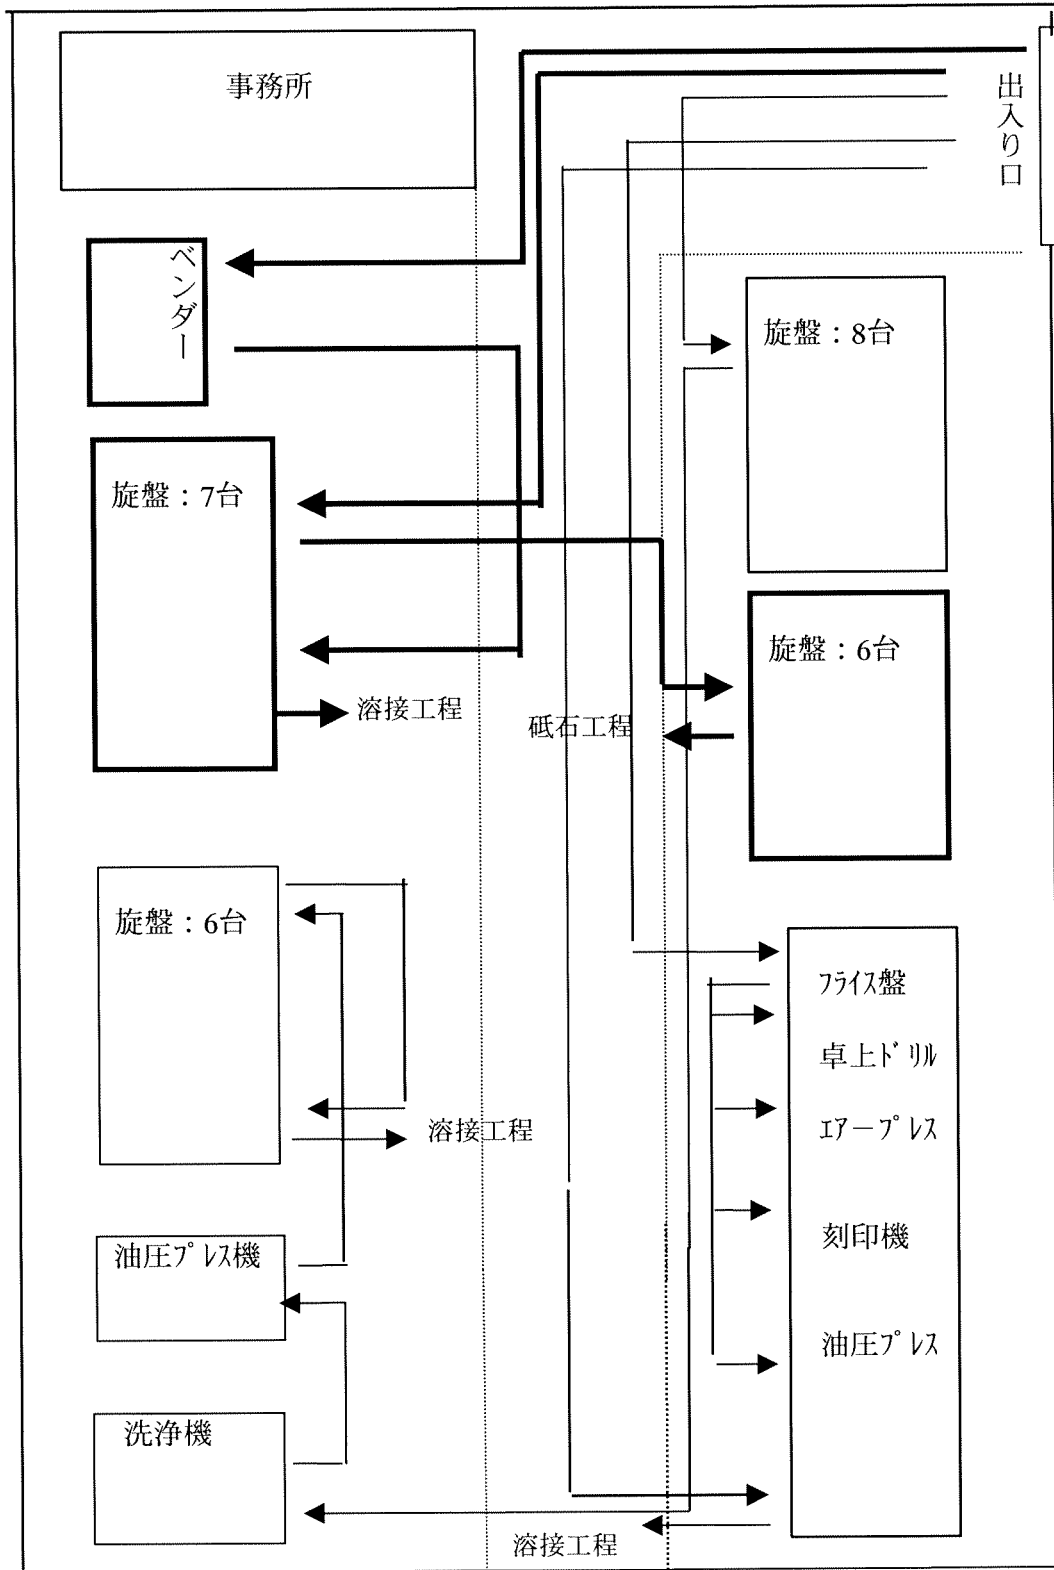 事務所
出入り口
ベンダー
旋盤：8台
旋盤：7台
旋盤：6台
溶接工程
砥石工程
旋盤：6台
ﾌﾗｲｽ盤
卓上ﾄﾞﾘﾙ
ｴｱｰﾌﾟﾚｽ
溶接工程
刻印機
油圧ﾌﾟﾚｽ機
油圧ﾌﾟﾚｽ
洗浄機
溶接工程